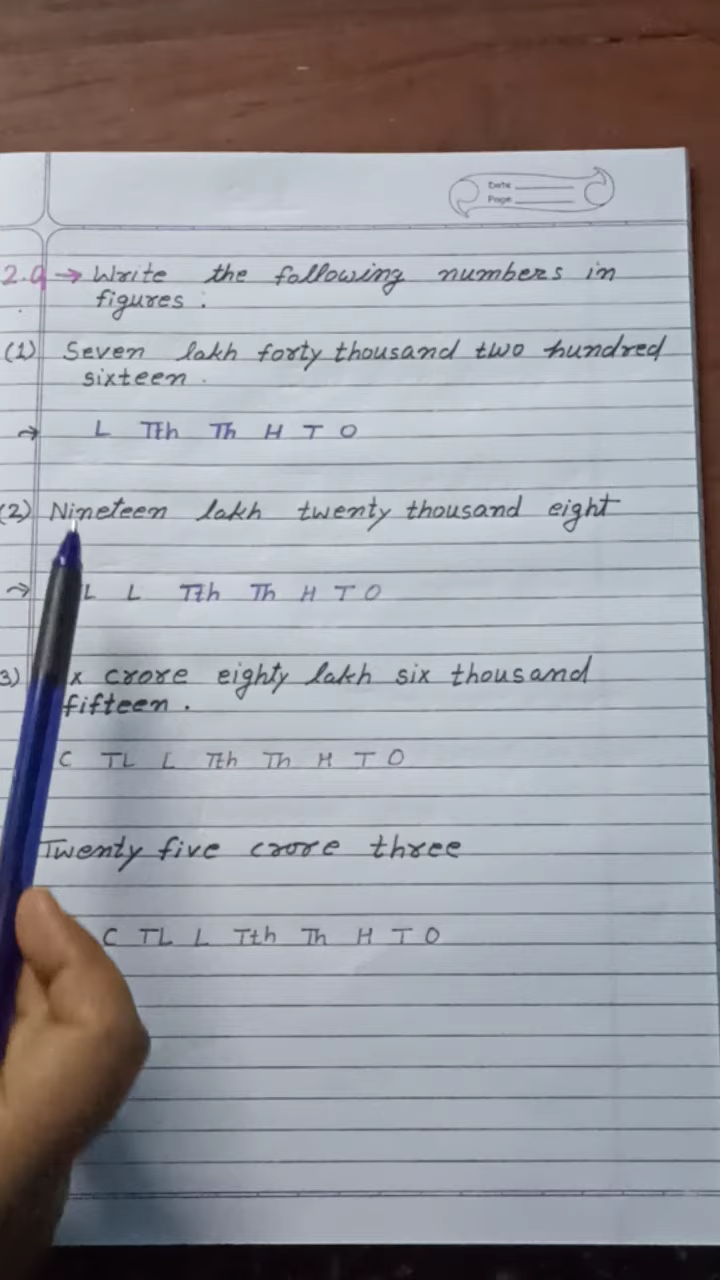 Date
Page
2.9 → Write the following numbers in
figures :
(1) Seven lakh forty thousand two hundred
sixteen .
→ L Tth Th H T O
(2) Nineteen lakh twenty thousand eight
→ L L Tth Th H T O
3) x crore eighty lakh six thousand
fifteen .
C TL L Tth Th H T O
Twenty five crore three
C TL L Tth Th H T O